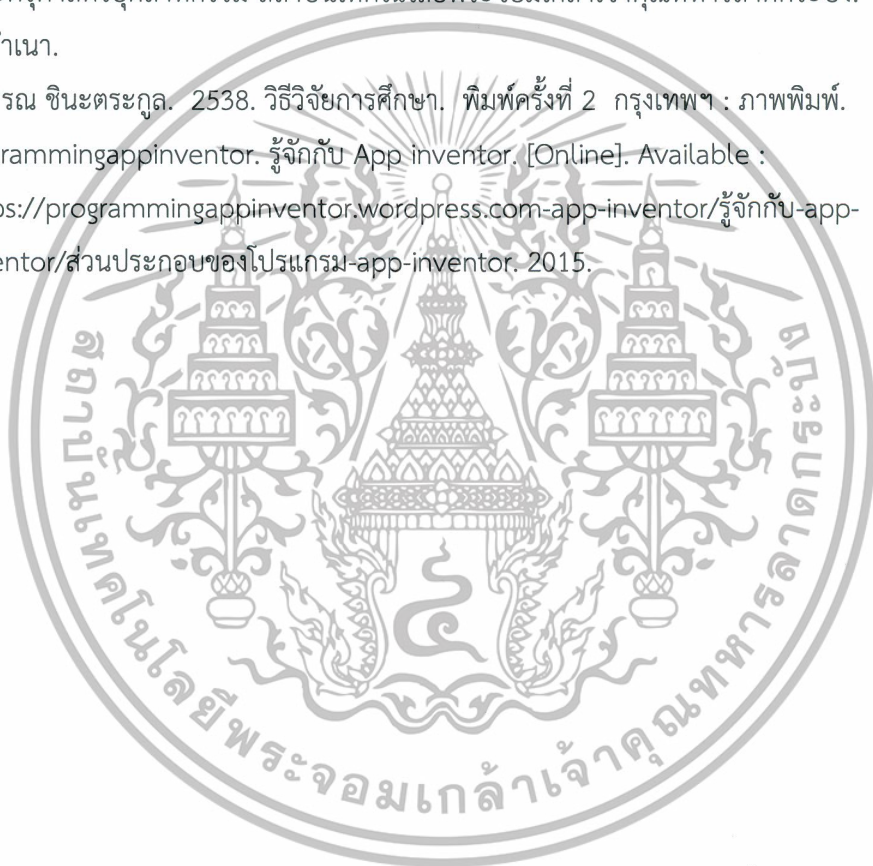 ำเนา.
รณ ชินะตระกูล. 2538. วิธีวิจัยการศึกษา. พิมพ์ครั้งที่ 2 กรุงเทพฯ : ภาพพิมพ์.
rammingappinventor. รู้จักกับ App inventor. [Online]. Available :
os://programmingappinventor.wordpress.com-app-inventor/รู้จักกับ-app-
entor/ส่วนประกอบของโปรแกรม-app-inventor. 2015.
๔
สถาบันเทคโนโลยีพระจอมเกล้าเจ้าคุณทหารลาดกระบัง